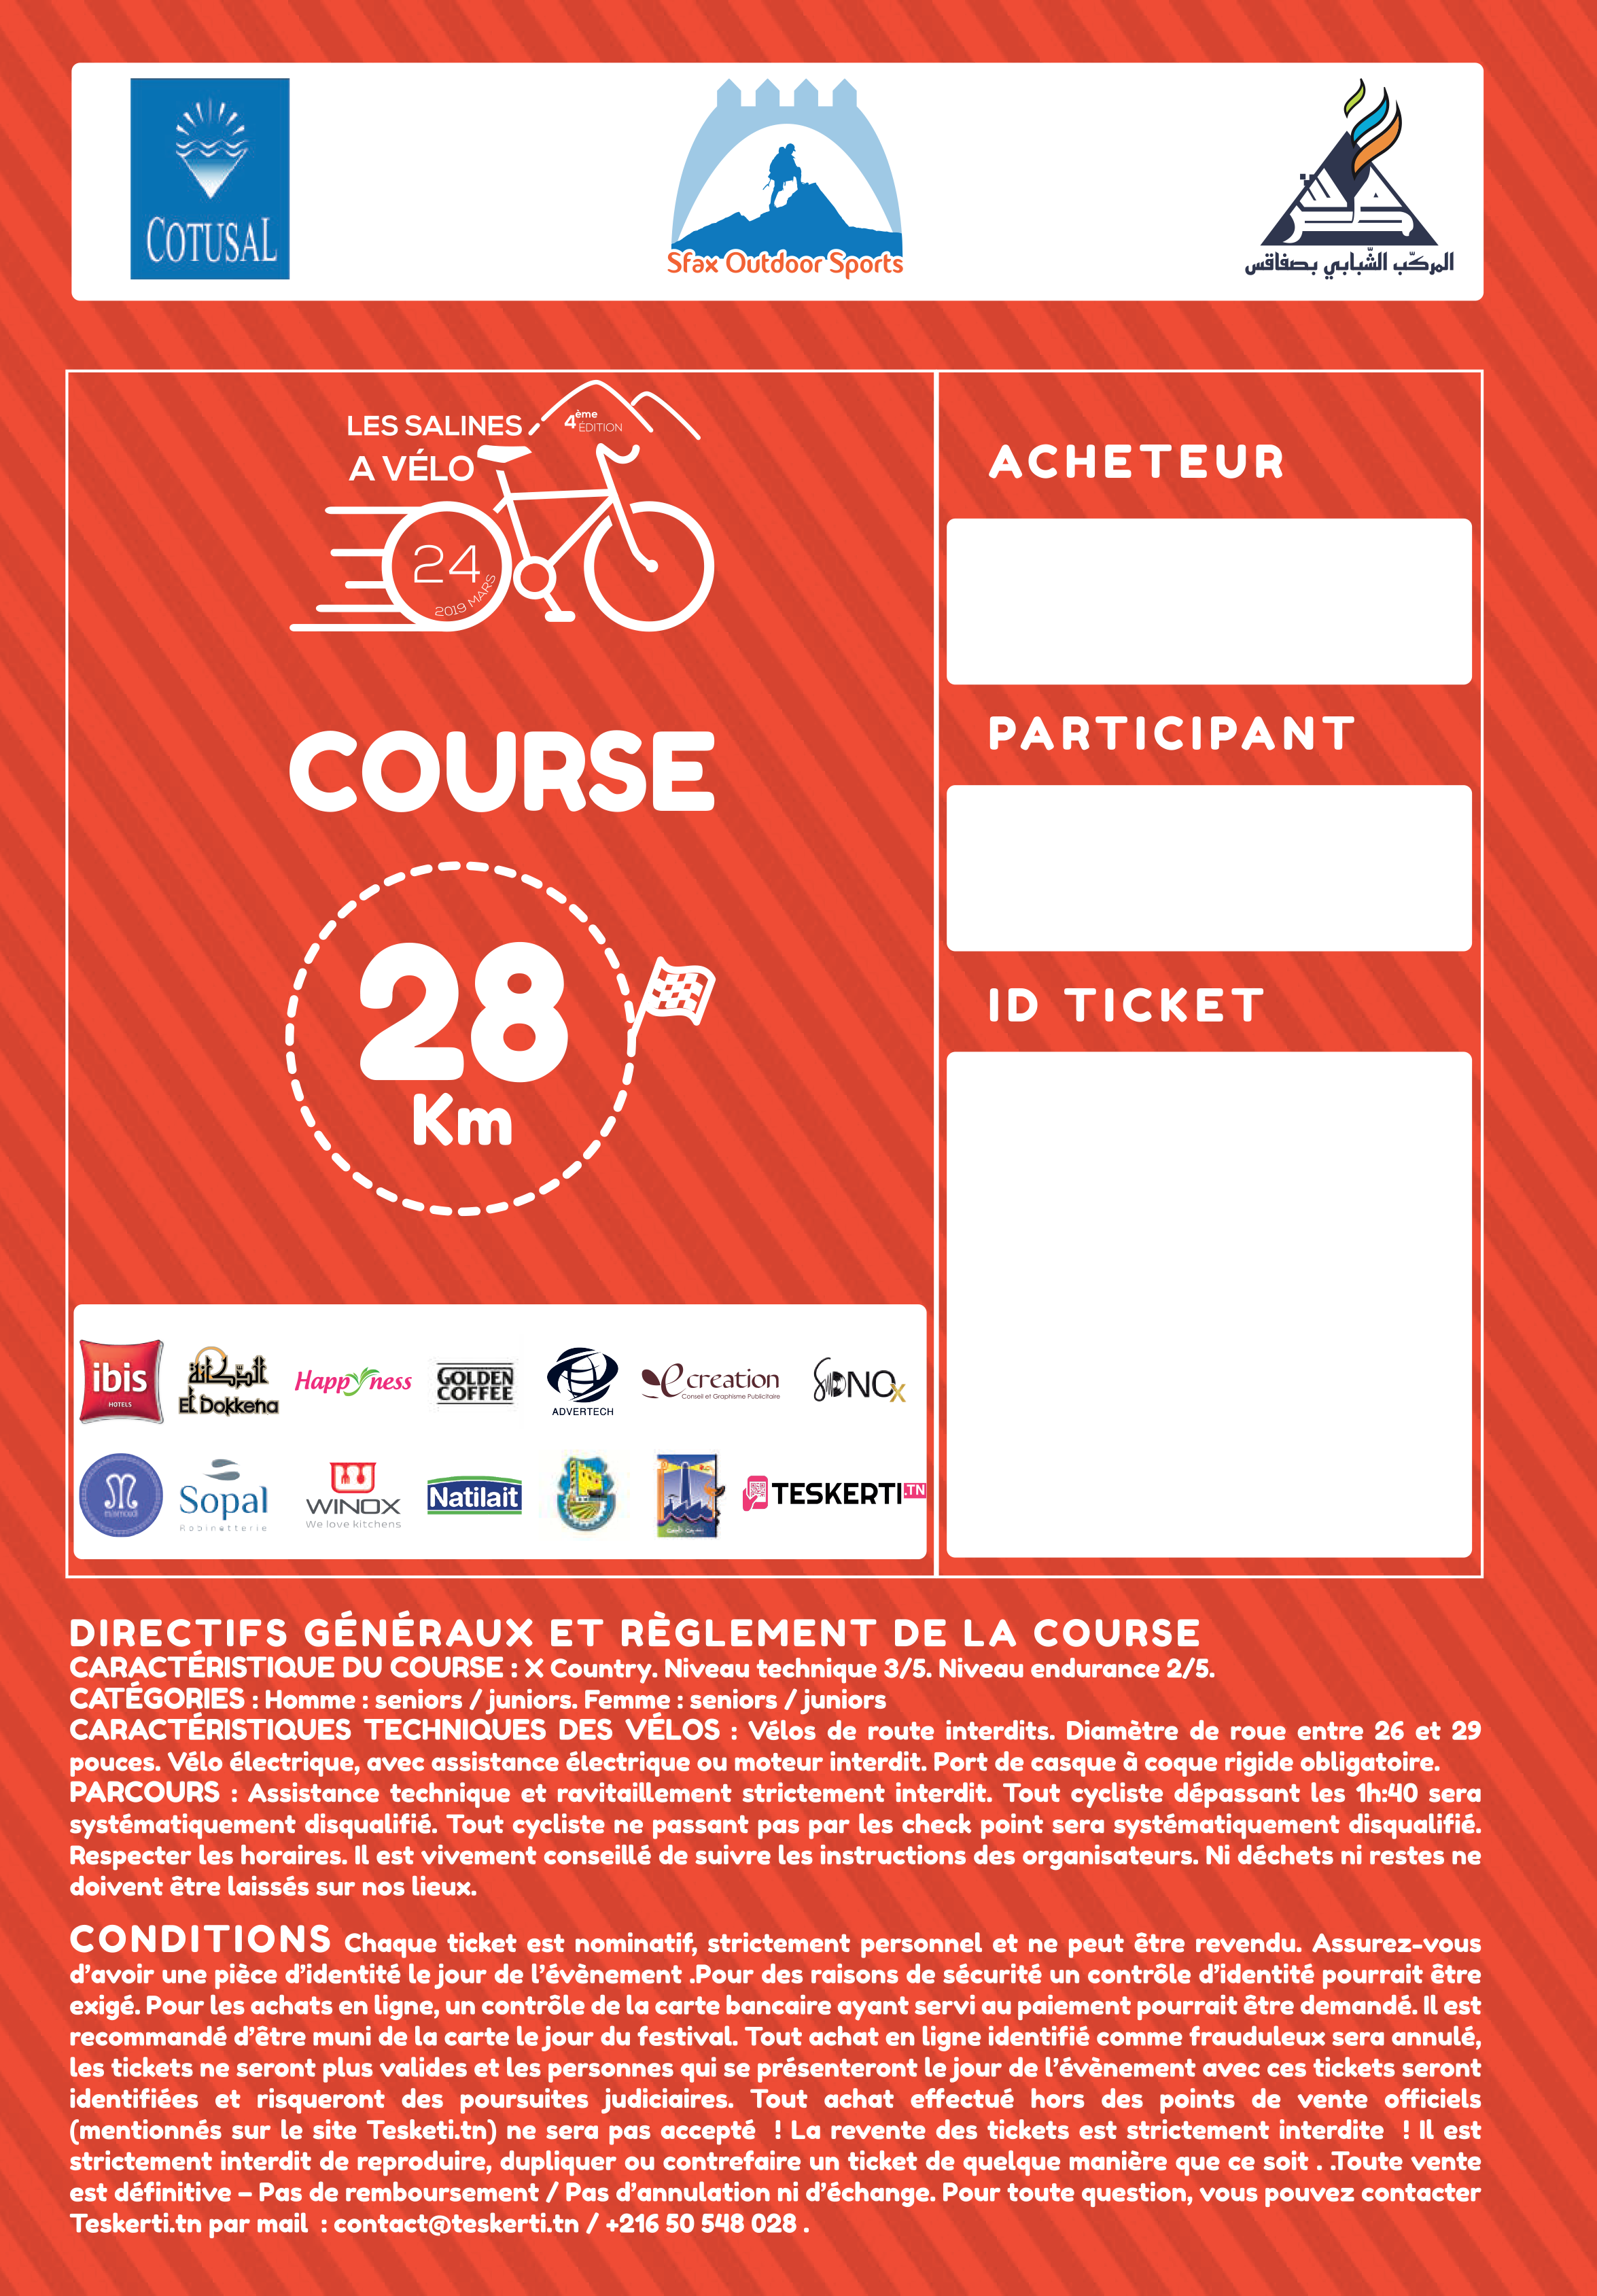 COTUSAL
Sfax Outdoor Sports
المركّب الشّبابي بصفاقس
LES SALINES
A VÉLO
4ème
ÉDITION
24
2019 MARS
COURSE
28
Km
ACHETEUR
PARTICIPANT
ID TICKET
ibis
HOTELS
الدكّانة
El Dokkena
Happyness
GOLDEN
COFFEE
ADVERTECH
ecreation
Conseil et Graphisme Publicitaire
SONOX
Sopal
Robinetterie
WINOX
We love kitchens
Natilait
TESKERTI.TN
DIRECTIFS GÉNÉRAUX ET RÈGLEMENT DE LA COURSE
CARACTÉRISTIQUE DU COURSE : X Country. Niveau technique 3/5. Niveau endurance 2/5.
CATÉGORIES : Homme : seniors / juniors. Femme : seniors / juniors
CARACTÉRISTIQUES TECHNIQUES DES VÉLOS : Vélos de route interdits. Diamètre de roue entre 26 et 29
pouces. Vélo électrique, avec assistance électrique ou moteur interdit. Port de casque à coque rigide obligatoire.
PARCOURS : Assistance technique et ravitaillement strictement interdit. Tout cycliste dépassant les 1h:40 sera
systématiquement disqualifié. Tout cycliste ne passant pas par les check point sera systématiquement disqualifié.
Respecter les horaires. Il est vivement conseillé de suivre les instructions des organisateurs. Ni déchets ni restes ne
doivent être laissés sur nos lieux.
CONDITIONS Chaque ticket est nominatif, strictement personnel et ne peut être revendu. Assurez-vous
d’avoir une pièce d’identité le jour de l’évènement .Pour des raisons de sécurité un contrôle d’identité pourrait être
exigé. Pour les achats en ligne, un contrôle de la carte bancaire ayant servi au paiement pourrait être demandé. Il est
recommandé d’être muni de la carte le jour du festival. Tout achat en ligne identifié comme frauduleux sera annulé,
les tickets ne seront plus valides et les personnes qui se présenteront le jour de l’évènement avec ces tickets seront
identifiées et risqueront des poursuites judiciaires. Tout achat effectué hors des points de vente officiels
(mentionnés sur le site Tesketi.tn) ne sera pas accepté  ! La revente des tickets est strictement interdite  ! Il est
strictement interdit de reproduire, dupliquer ou contrefaire un ticket de quelque manière que ce soit . .Toute vente
est définitive – Pas de remboursement / Pas d’annulation ni d’échange. Pour toute question, vous pouvez contacter
Teskerti.tn par mail  : contact@teskerti.tn / +216 50 548 028 .